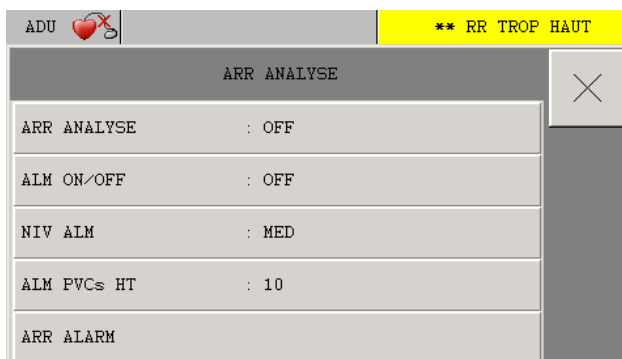 ADU ** RR TROP HAUT
ARR ANALYSE
ARR ANALYSE : OFF
ALM ON/OFF : OFF
NIV ALM : MED
ALM PVCs HT : 10
ARR ALARM